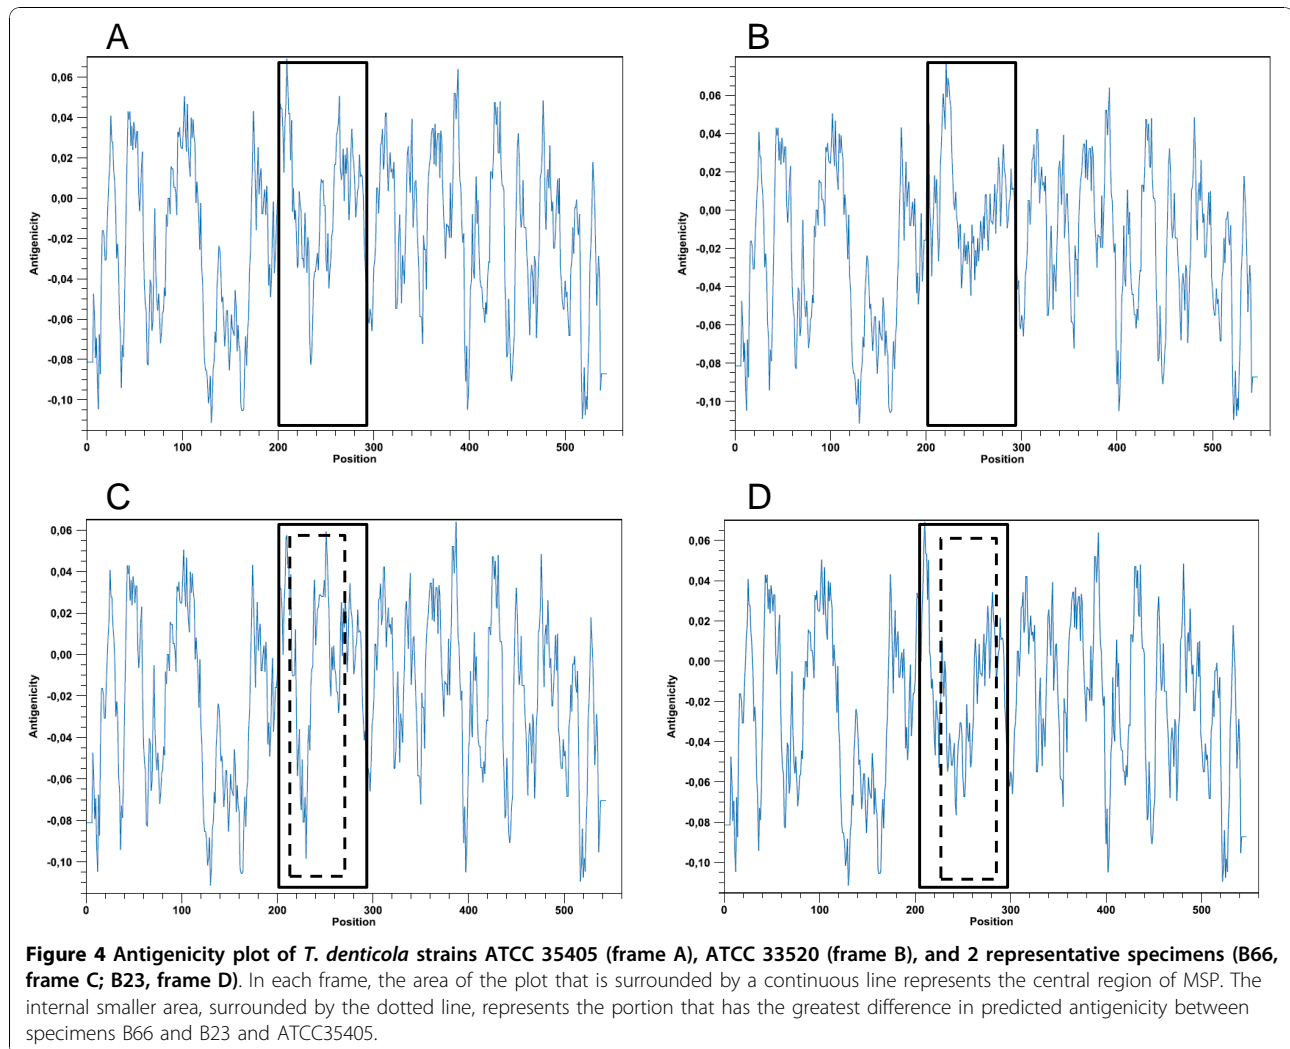 A
B
0,06
0,04
0,02
0,00
-0,02
-0,04
-0,06
-0,08
-0,10
Antigenicity
0 100 200 300 400 500
Position
0,06
0,04
0,02
0,00
-0,02
-0,04
-0,06
-0,08
-0,10
Antigenicity
0 100 200 300 400 500
Position
C
D
0,06
0,04
0,02
0,00
-0,02
-0,04
-0,06
-0,08
-0,10
Antigenicity
0 100 200 300 400 500
Position
0,06
0,04
0,02
0,00
-0,02
-0,04
-0,06
-0,08
-0,10
Antigenicity
0 100 200 300 400 500
Position
Figure 4 Antigenicity plot of T. denticola strains ATCC 35405 (frame A), ATCC 33520 (frame B), and 2 representative specimens (B66,
frame C; B23, frame D). In each frame, the area of the plot that is surrounded by a continuous line represents the central region of MSP. The
internal smaller area, surrounded by the dotted line, represents the portion that has the greatest difference in predicted antigenicity between
specimens B66 and B23 and ATCC35405.